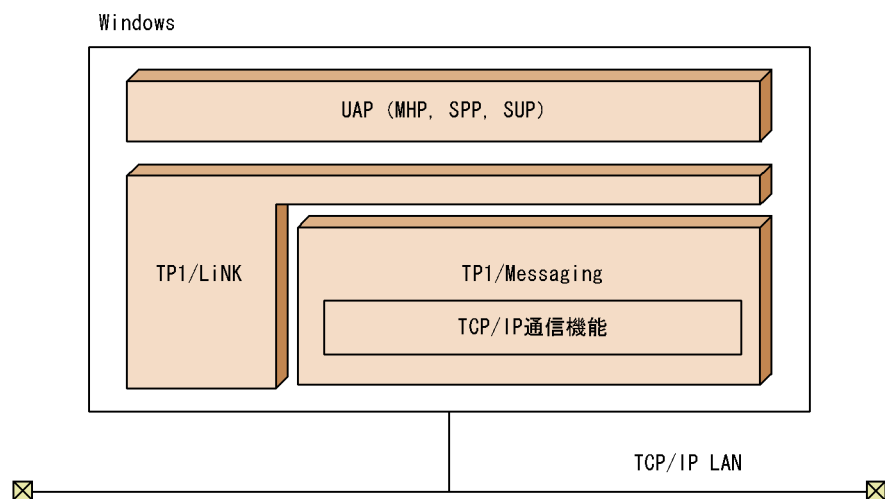 Windows
UAP (MHP, SPP, SUP)
TP1/LiNK
TP1/Messaging
TCP/IP通信機能
TCP/IP LAN